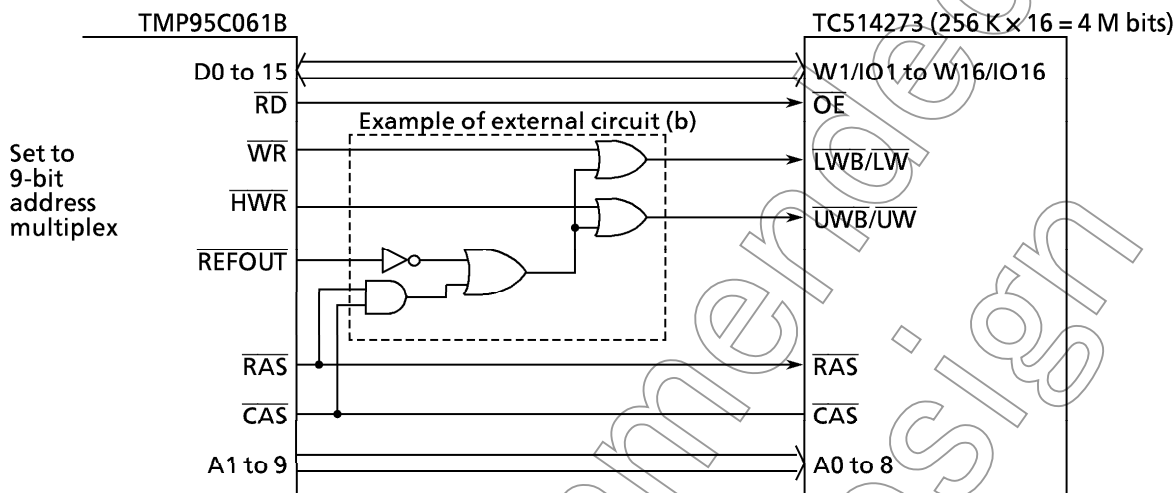 TMP95C061B
TC514273 (256 K × 16 = 4 M bits)
D0 to 15
W1/IO1 to W16/IO16
RD
OE
Example of external circuit (b)
Set to
9-bit
address
multiplex
WR
LWB/LW
HWR
UWB/UW
REFOUT
RAS
RAS
CAS
CAS
A1 to 9
A0 to 8